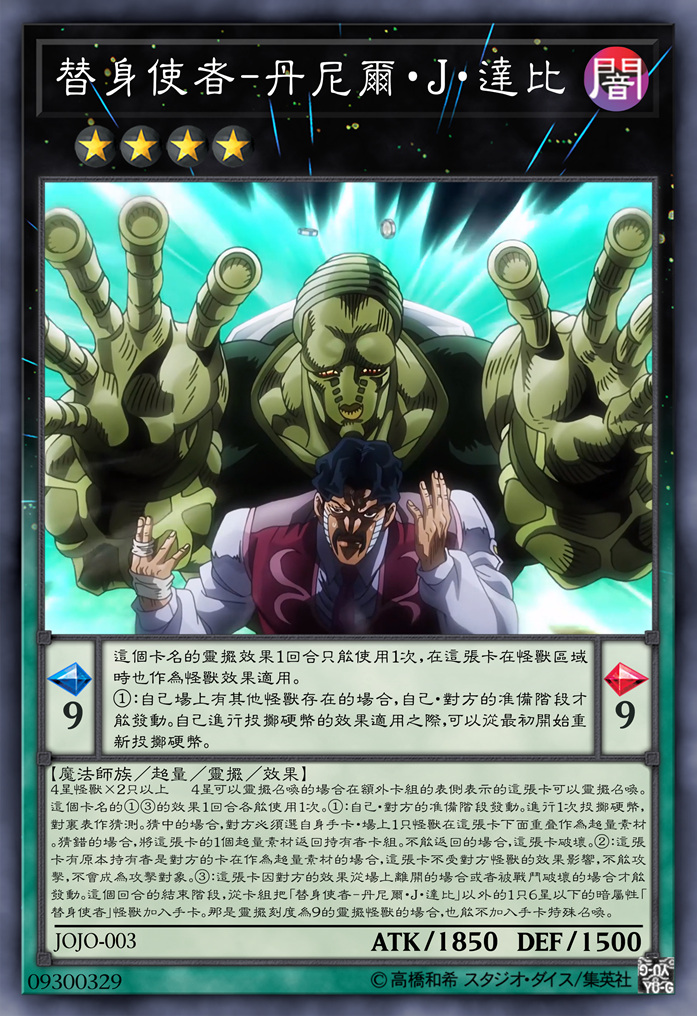 替身使者-丹尼爾•J•達比
闇
這個卡名的靈擺效果1回合只能使用1次,在這張卡在怪獸區域
時也作為怪獸效果適用。
①:自己場上有其他怪獸存在的場合,自己•對方的准備階段才
能發動。自己進行投擲硬幣的效果適用之際,可以從最初開始重
新投擲硬幣。
9
9
【魔法師族／超量／靈擺／效果】
4星怪獸×2只以上　4星可以靈擺召喚的場合在額外卡組的表側表示的這張卡可以靈擺召喚。
這個卡名的①③的效果1回合各能使用1次。①:自己•對方的准備階段發動。進行1次投擲硬幣,
對裏表作猜測。猜中的場合,對方必須選自身手卡•場上1只怪獸在這張卡下面重疊作為超量素材
。猜錯的場合,將這張卡的1個超量素材返回持有者卡組。不能返回的場合,這張卡破壞。②:這張
卡有原本持有者是對方的卡在作為超量素材的場合,這張卡不受對方怪獸的效果影響,不能攻
擊,不會成為攻擊對象。③:這張卡因對方的效果從場上離開的場合或者被戰鬥破壞的場合才能
發動。這個回合的結束階段,從卡組把「替身使者-丹尼爾•J•達比」以外的1只6星以下的暗屬性「
替身使者」怪獸加入手卡。那是靈擺刻度為9的靈擺怪獸的場合,也能不加入手卡特殊召喚。
JOJO-003
ATK/1850 DEF/1500
09300329
©高橋和希 スタジオ・ダイス/集英社